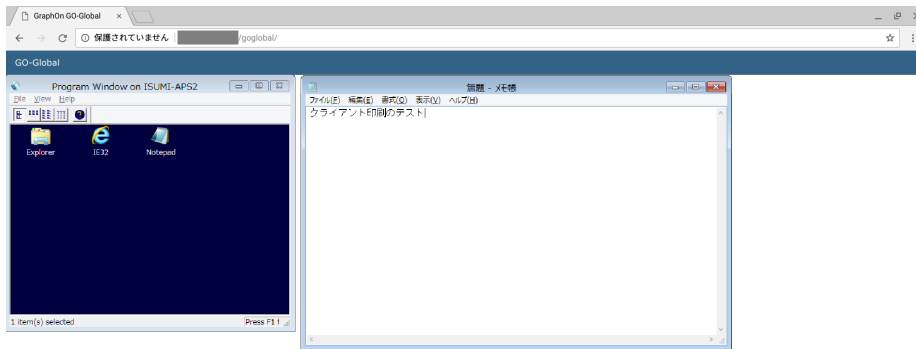 GraphOn GO-Global
保護されていません
/goglobal/
GO-Global
Program Window on ISUMI-APS2
File View Help
Explorer
IE32
Notepad
1 item(s) selected
Press F1 f
無題 - メモ帳
ファイル(F) 編集(E) 書式(O) 表示(V) ヘルプ(H)
クライアント印刷のテスト